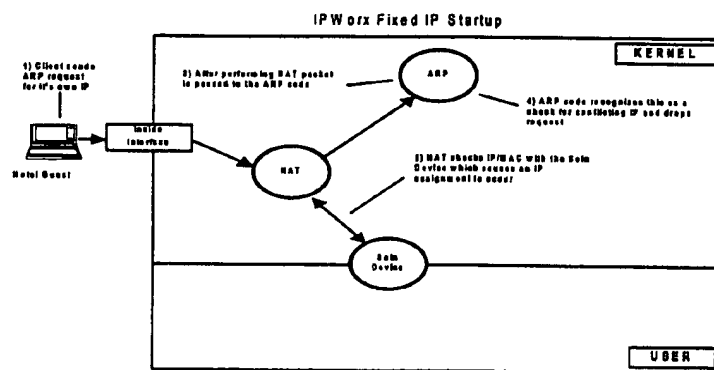 IPWorx Fixed IP Startup
KERNEL
1) Client sends
ARP request
for it's own IP
3) After performing NAT packet
is passed to the ARP code
ARP
4) ARP code recognizes this as a
check for conflicting IP and drops
request
Inside
Interface
Hotel Guest
NAT
2) NAT checks IP/MAC with the Soln
Device which causes an IP
assignment to occur
Soln
Device
USER